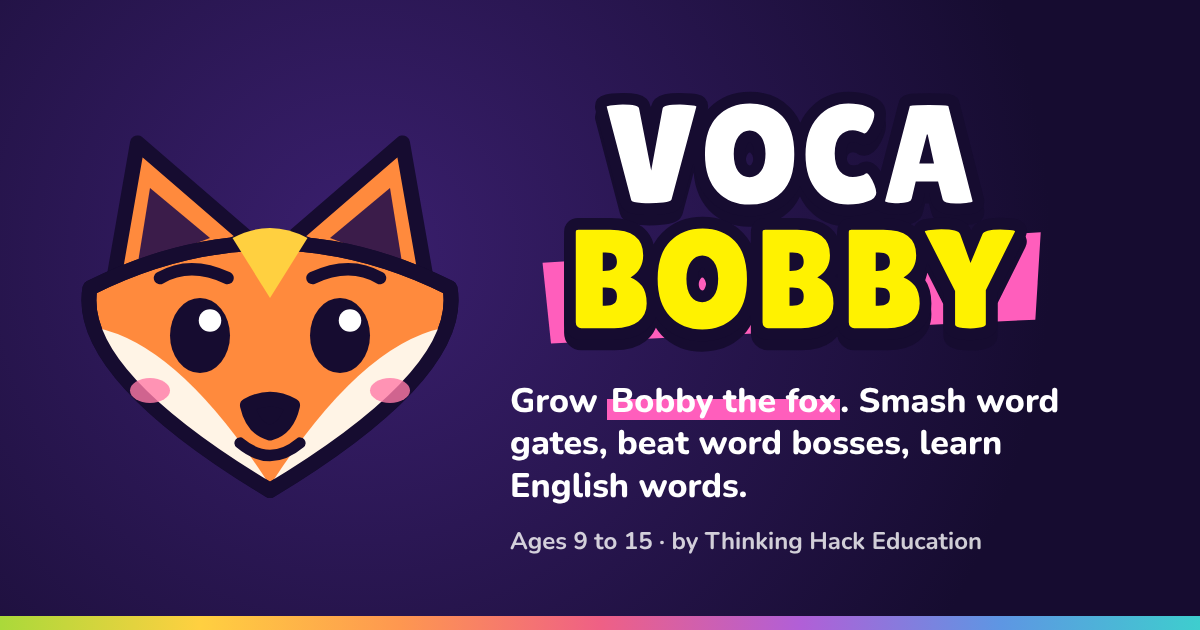 VOCA
BOBBY
Grow Bobby the fox. Smash word
gates, beat word bosses, learn
English words.
Ages 9 to 15 · by Thinking Hack Education